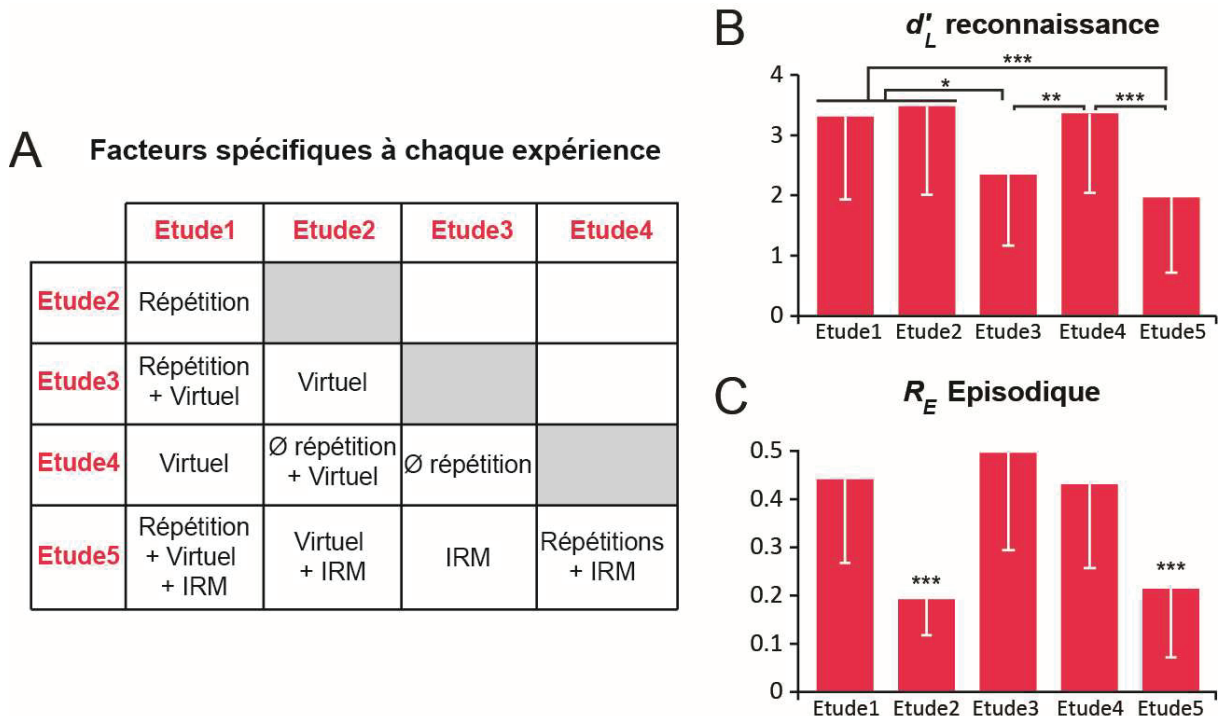 A Facteurs spécifiques à chaque expérience
Etude1 Etude2 Etude3 Etude4
Etude2 Répétition
Etude3 Répétition
+ Virtuel
Virtuel
Etude4 Virtuel
Ø répétition
+ Virtuel
Ø répétition
Etude5 Répétition
+ Virtuel
+ IRM
Virtuel
+ IRM
IRM
Répétitions
+ IRM
B d'L reconnaissance
***
*
**
***
4
3
2
1
0
Etude1 Etude2 Etude3 Etude4 Etude5
C RE Episodique
0.5
0.4
0.3
0.2
0.1
0
***
***
Etude1 Etude2 Etude3 Etude4 Etude5